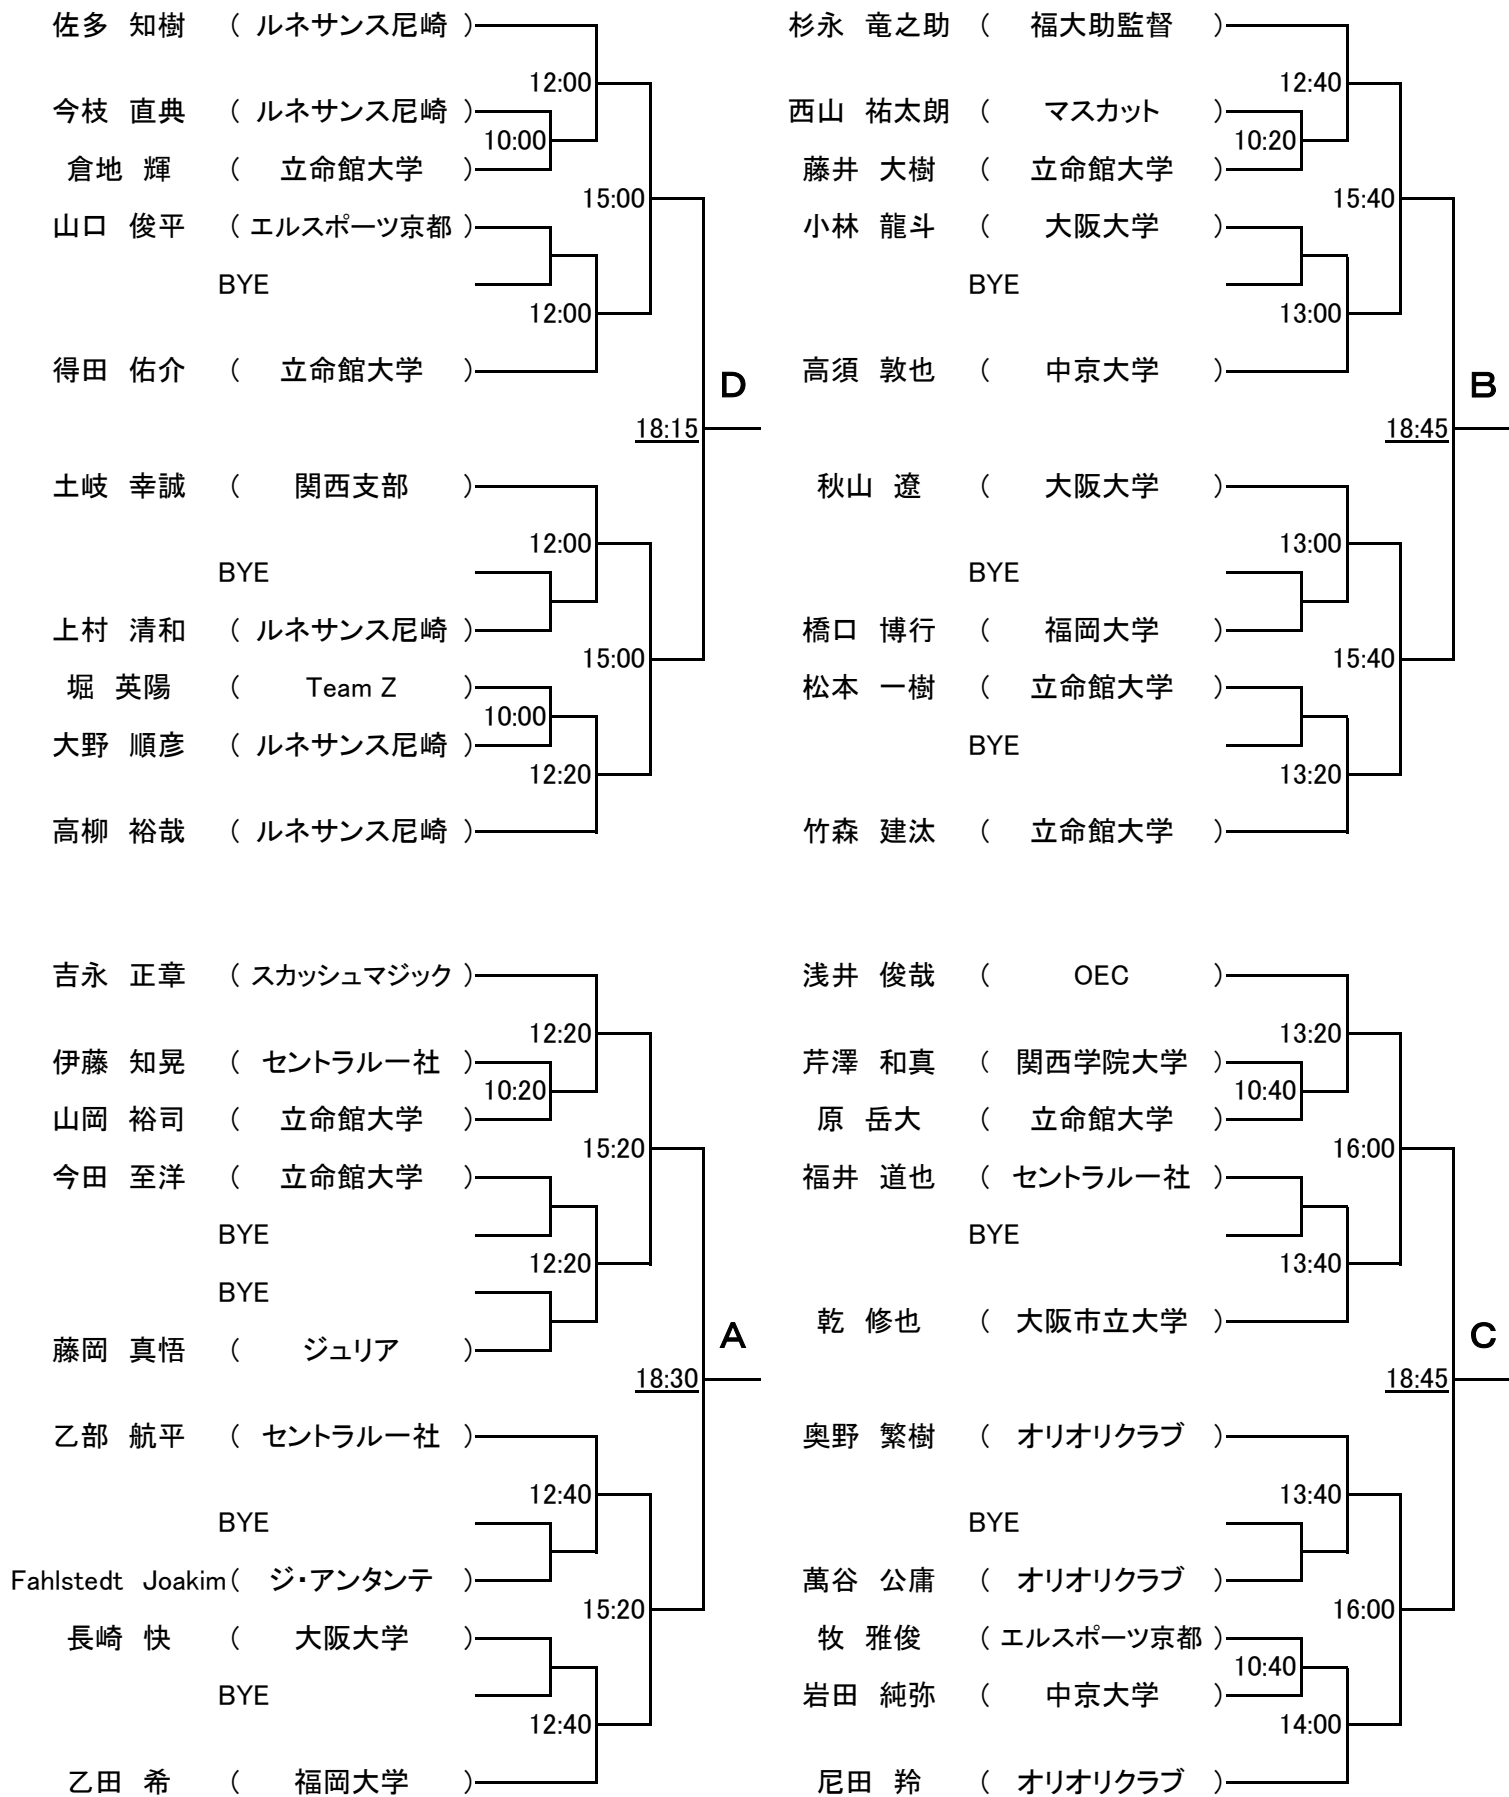 佐多 知樹 ( ルネサンス尼崎 )
12:00
今枝 直典 ( ルネサンス尼崎 )
10:00
倉地 輝 ( 立命館大学 )
15:00
山口 俊平 ( エルスポーツ京都 )
BYE
12:00
得田 佑介 ( 立命館大学 )
D
18:15
土岐 幸誠 ( 関西支部 )
12:00
BYE
上村 清和 ( ルネサンス尼崎 )
15:00
堀 英陽 ( Team Z )
10:00
大野 順彦 ( ルネサンス尼崎 )
12:20
高柳 裕哉 ( ルネサンス尼崎 )
杉永 竜之助 ( 福大助監督 )
12:40
西山 祐太朗 ( マスカット )
10:20
藤井 大樹 ( 立命館大学 )
15:40
小林 龍斗 ( 大阪大学 )
BYE
13:00
高須 敦也 ( 中京大学 )
B
18:45
秋山 遼 ( 大阪大学 )
13:00
BYE
橋口 博行 ( 福岡大学 )
15:40
松本 一樹 ( 立命館大学 )
BYE
13:20
竹森 建汰 ( 立命館大学 )
吉永 正章 ( スカッシュマジック )
12:20
伊藤 知晃 ( セントラル一社 )
10:20
山岡 裕司 ( 立命館大学 )
15:20
今田 至洋 ( 立命館大学 )
BYE
12:20
BYE
藤岡 真悟 ( ジュリア )
A
18:30
乙部 航平 ( セントラル一社 )
12:40
BYE
Fahlstedt Joakim ( ジ・アンタンテ )
15:20
長崎 快 ( 大阪大学 )
BYE
12:40
乙田 希 ( 福岡大学 )
浅井 俊哉 ( OEC )
13:20
芹澤 和真 ( 関西学院大学 )
10:40
原 岳大 ( 立命館大学 )
16:00
福井 道也 ( セントラル一社 )
BYE
13:40
乾 修也 ( 大阪市立大学 )
C
18:45
奥野 繁樹 ( オリオリクラブ )
13:40
BYE
萬谷 公庸 ( オリオリクラブ )
16:00
牧 雅俊 ( エルスポーツ京都 )
10:40
岩田 純弥 ( 中京大学 )
14:00
尼田 羚 ( オリオリクラブ )